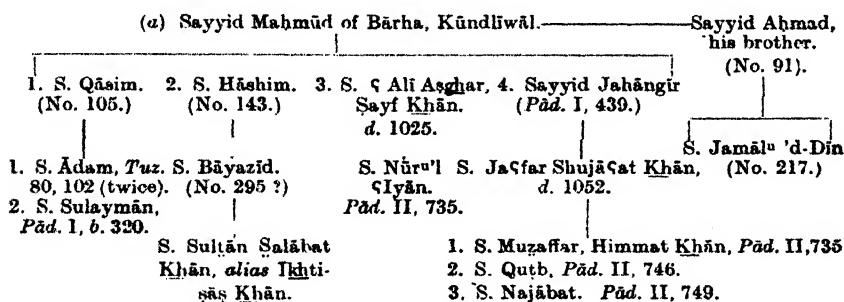 (a) Sayyid Maḥmūd of Bārha, Kūndlīwāl. Sayyid Aḥmad,
his brother.
(No. 91).
1. S. Qāsim. 2. S. Hāshim. 3. S. ʕAlī Aṣghar, 4. Sayyid Jahāngīr
(No. 105.) (No. 143.) Ṣayf Khān. (Pād. I, 439.)
d. 1025.
S. Jamālᵘ 'd-Dīn
1. S. Ādam, Tuz. S. Bāyazīd. S. Nūrᵘ'l S. Jaʕfar Shujāʕat Khān, (No. 217.)
80, 102 (twice). (No. 295 ?) ʕIyān. d. 1052.
2. S. Sulaymān, Pād. II, 735.
Pād. I, b. 320.
S. Sulṭān Ṣalābat 1. S. Muẓaffar, Himmat Khān, Pād. II,735
Khān, alias Ikhti- 2. S. Quṭb, Pād. II, 746.
ṣāṣ Khān. 3. S. Najābat. Pād. II, 749.